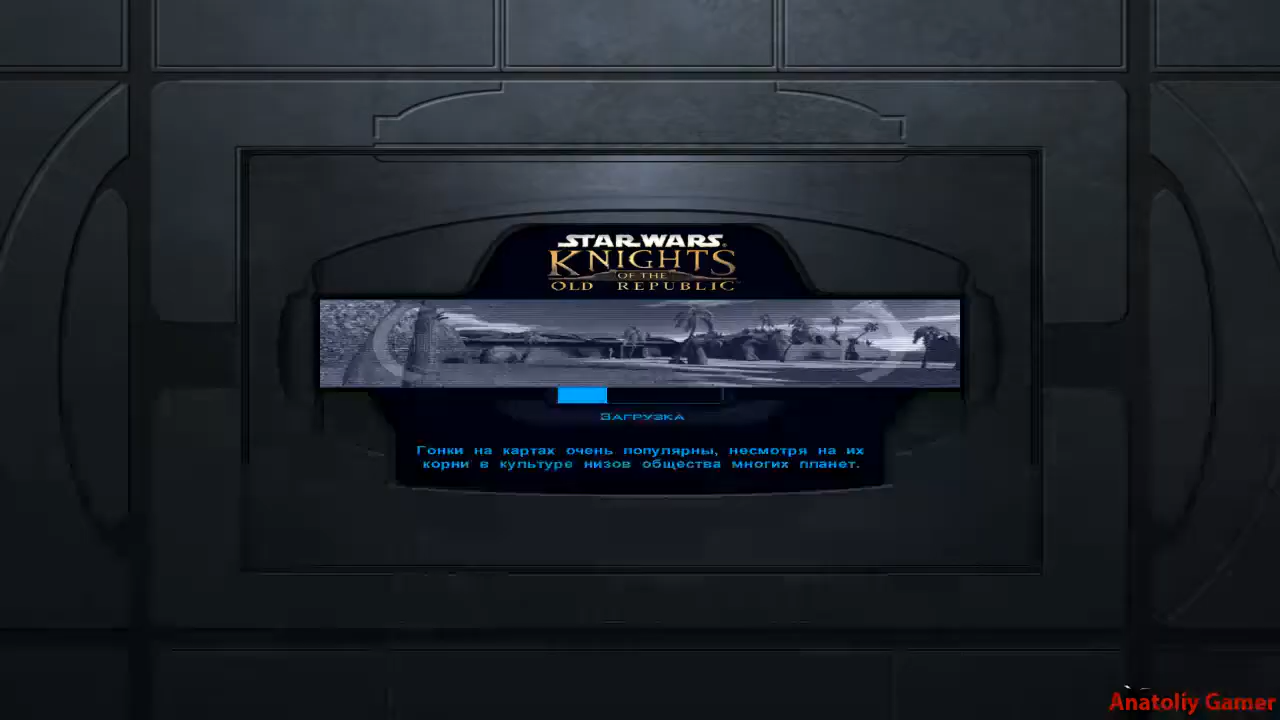 STAR WARS
KNIGHTS
OF THE
OLD REPUBLIC
Загрузка
Гонки на картах очень популярны, несмотря на их
корни в культуре низов общества многих планет.
Anatoliy Gamer